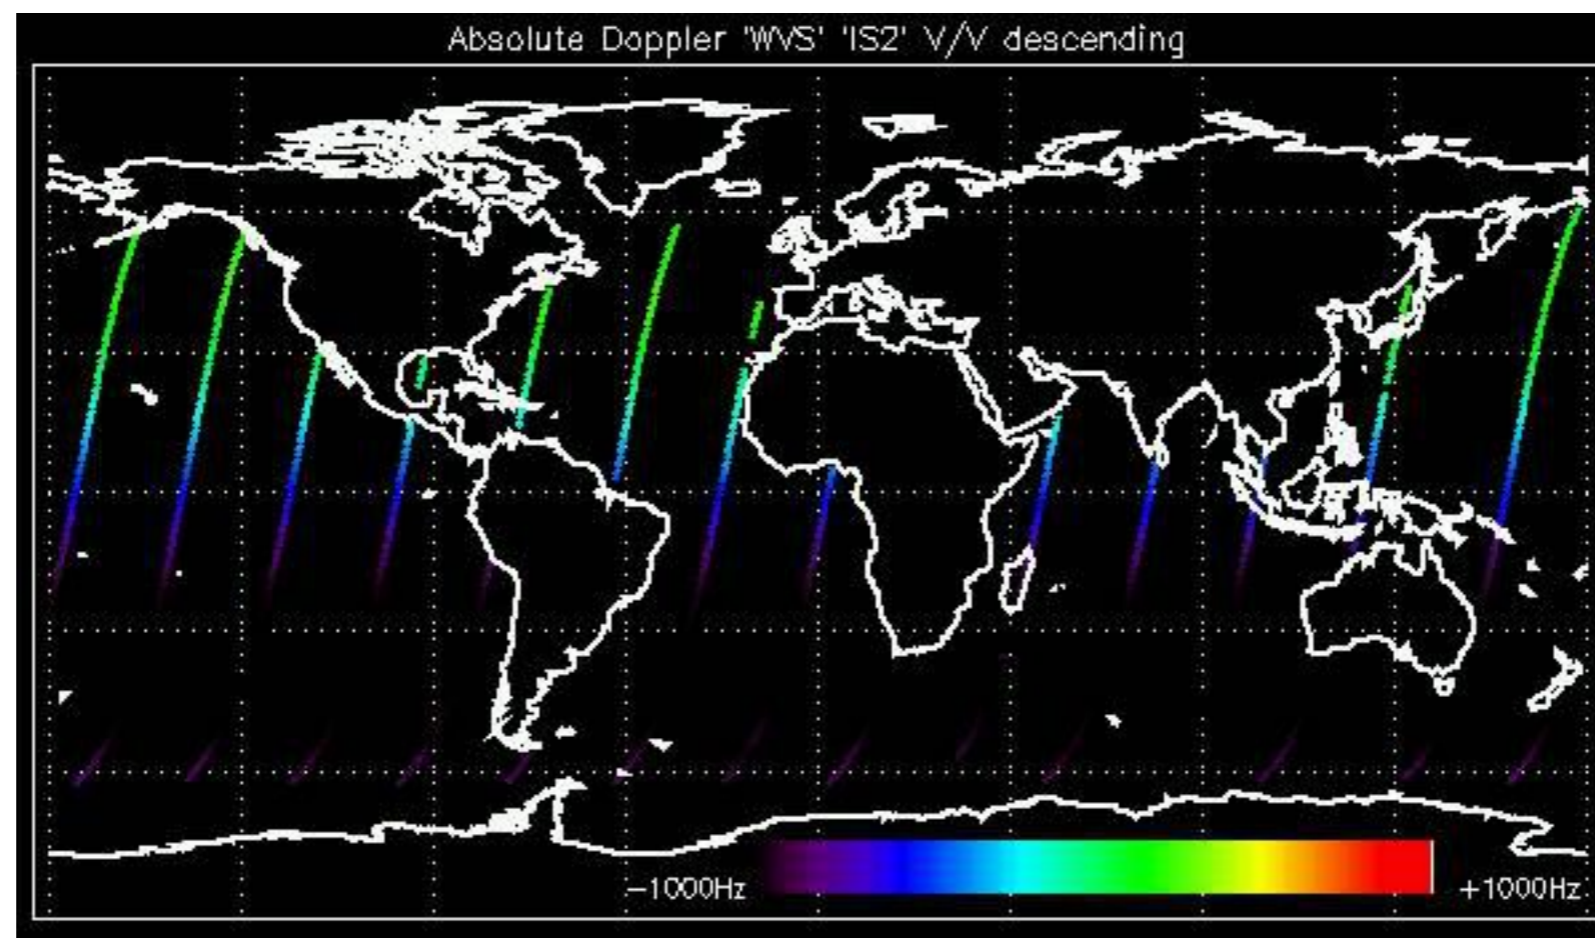 Absolute Doppler 'WVS' 'IS2' V/V descending
-1000Hz
+1000Hz